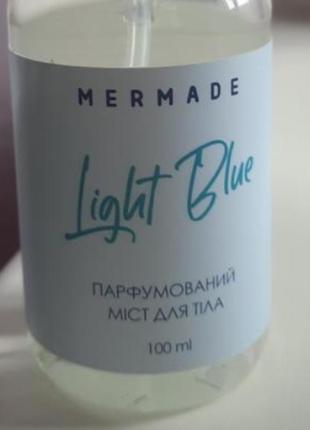 MERMADE
Light Blue
ПАРФУМОВАНИЙ
МІСТ ДЛЯ ТІЛА
100 ml